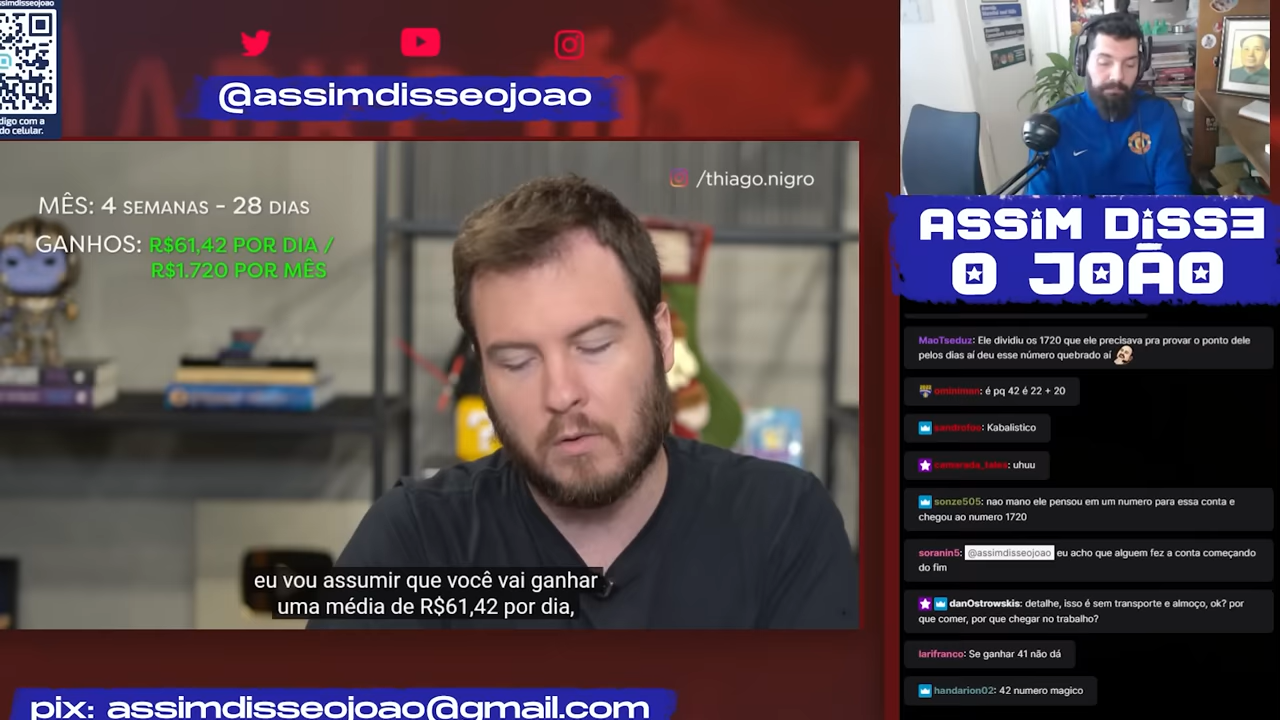 assimdisseojoao
digo com a
do celular.
@assimdisseojoao
/thiago.nigro
MÊS: 4 SEMANAS - 28 DIAS
GANHOS: R$61,42 POR DIA /
R$1.720 POR MÊS
eu vou assumir que você vai ganhar
uma média de R$61,42 por dia,
pix: assimdisseojoao@gmail.com
ASSIM DISSE
O JOÃO
MaoTseduz: Ele dividiu os 1720 que ele precisava pra provar o ponto dele
pelos dias aí deu esse número quebrado aí
ominimon: é pq 42 é 22 + 20
sandrofos: Kabalistico
: uhuu
sonze505: nao mano ele pensou em um numero para essa conta e
chegou ao numero 1720
soranin5: @assimdisseojoao eu acho que alguem fez a conta começando
do fim
danOstrowskis: detalhe, isso é sem transporte e almoço, ok? por
que comer, por que chegar no trabalho?
larifranco: Se ganhar 41 não dá
handarion02: 42 numero magico